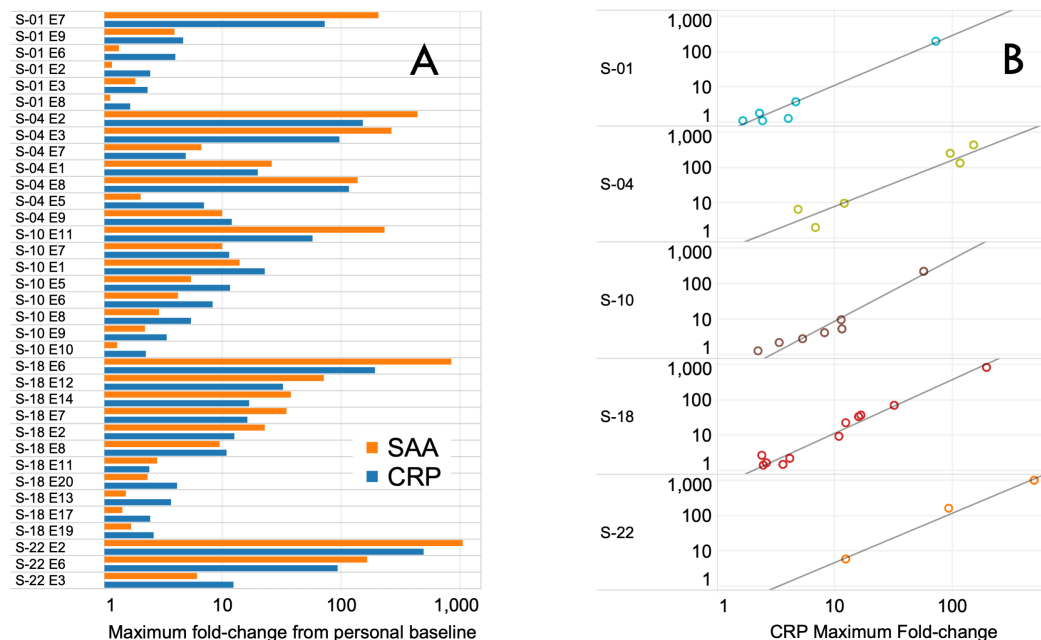 A
S-01 E7
S-01 E9
S-01 E6
S-01 E2
S-01 E3
S-01 E8
S-04 E2
S-04 E3
S-04 E7
S-04 E1
S-04 E8
S-04 E5
S-04 E9
S-10 E11
S-10 E7
S-10 E1
S-10 E5
S-10 E6
S-10 E8
S-10 E9
S-10 E10
S-18 E6
S-18 E12
S-18 E14
S-18 E7
S-18 E2
S-18 E8
S-18 E11
S-18 E20
S-18 E13
S-18 E17
S-18 E19
S-22 E2
S-22 E6
S-22 E3
SAA
CRP
1 10 100 1,000
Maximum fold-change from personal baseline
B
S-01
1,000
100
10
1
S-04
1,000
100
10
1
S-10
1,000
100
10
1
S-18
1,000
100
10
1
S-22
1,000
100
10
1
1 10 100
CRP Maximum Fold-change